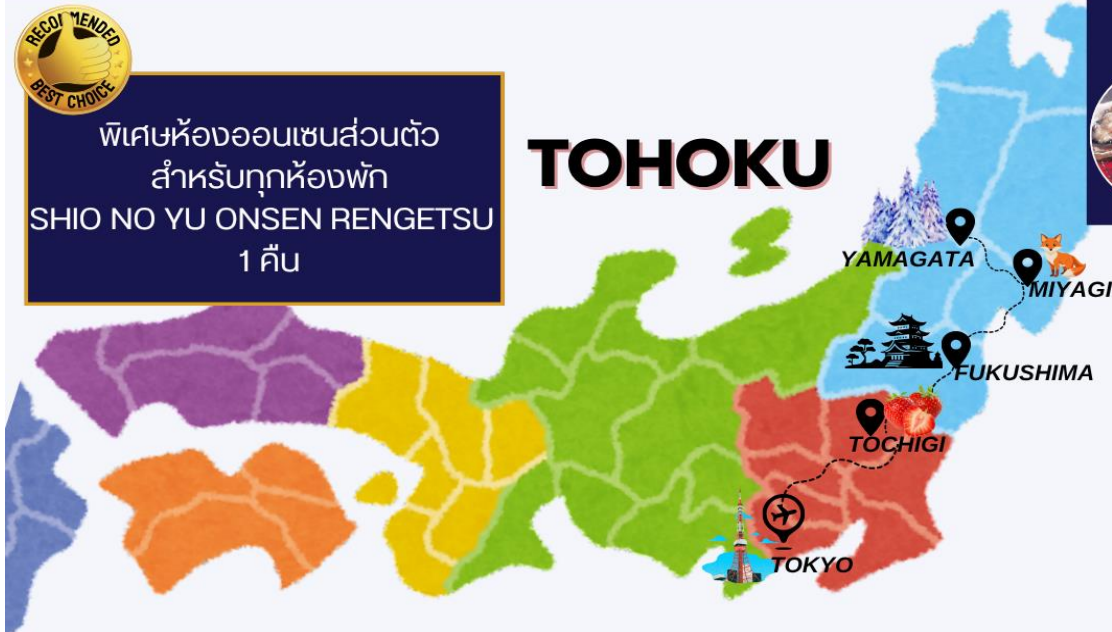 RECOMMENDED
BEST CHOICE
พิเศษห้องออนเซนส่วนตัว
สำหรับทุกห้องพัก
SHIO NO YU ONSEN RENGETSU
1 คืน
TOHOKU
YAMAGATA
MIYAGI
FUKUSHIMA
TOCHIGI
TOKYO